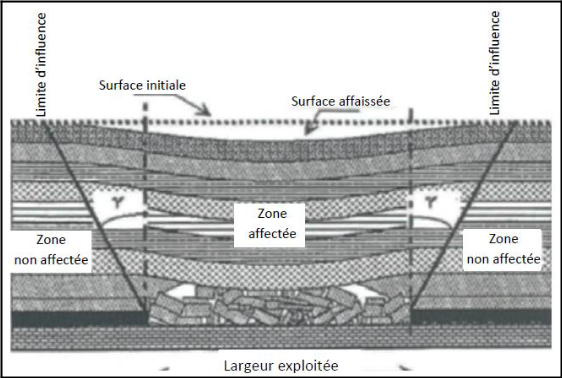 Limite d'influence
Limite d'influence
Surface initiale
Surface affaissée
γ
γ
Zone
affectée
Zone
non affectée
Zone
non affectée
Largeur exploitée